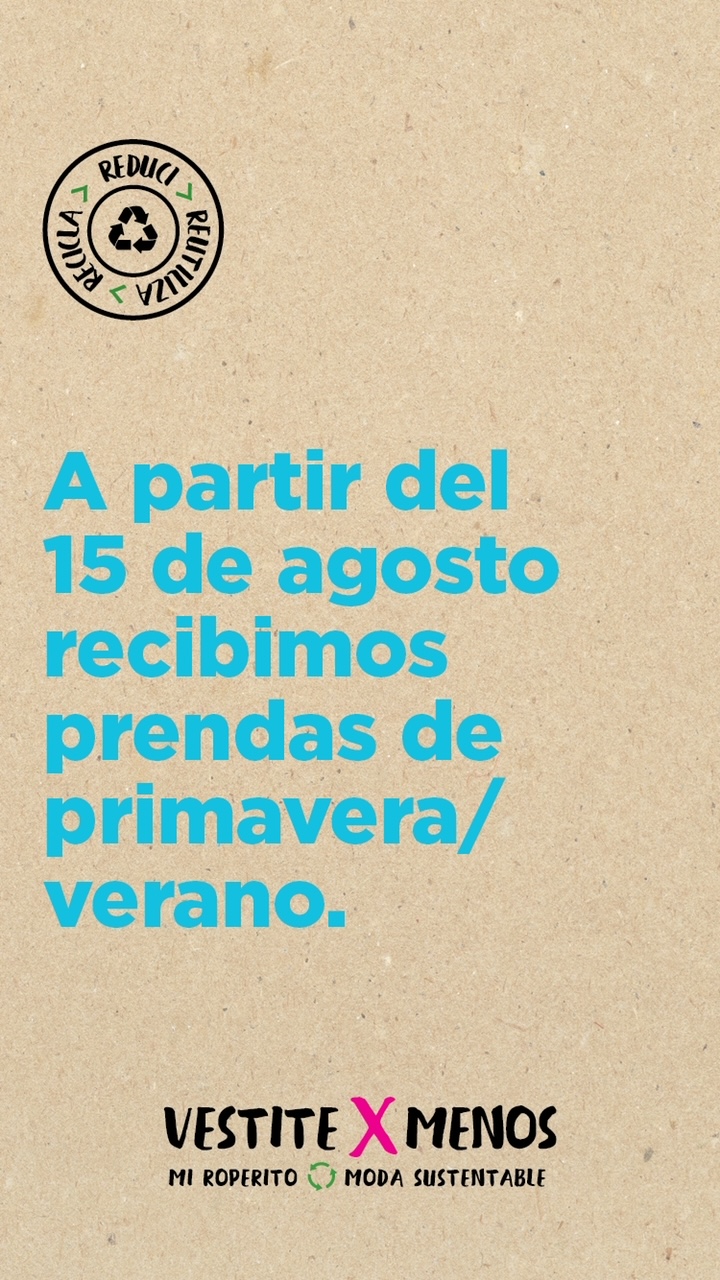 REDUCI > REUTILIZA > RECICLA >
A partir del
15 de agosto
recibimos
prendas de
primavera/
verano.
VESTITE X MENOS
MI ROPERITO MODA SUSTENTABLE